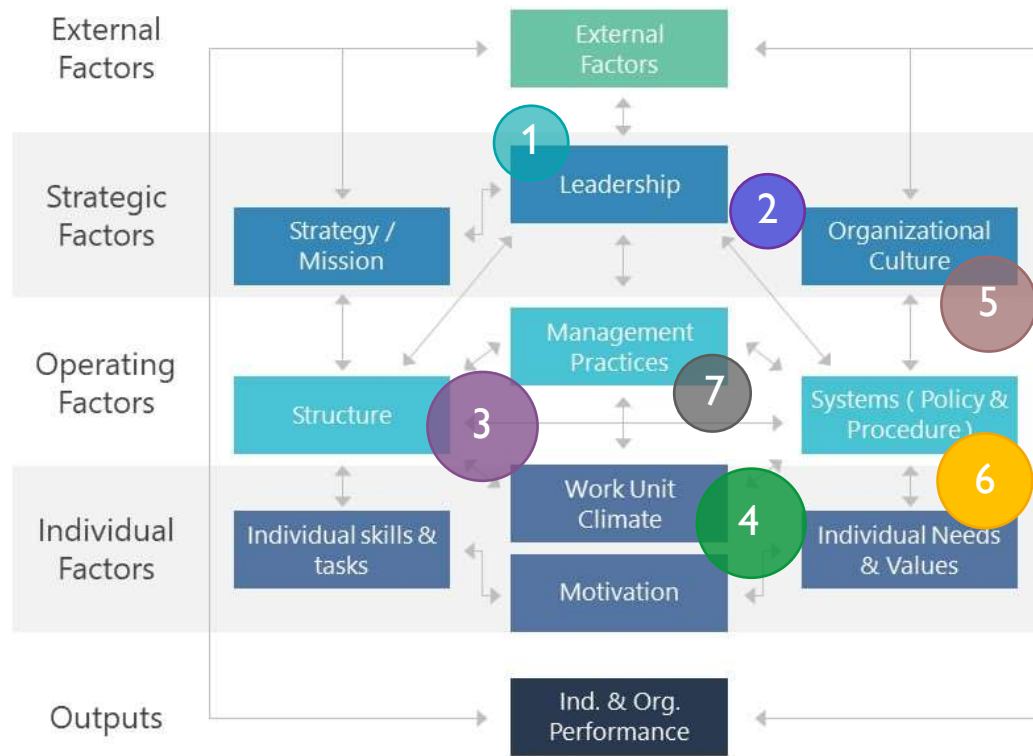 External
Factors
External
Factors
1
Leadership
2
Strategic
Factors
Strategy /
Mission
Organizational
Culture
5
Management
Practices
Operating
Factors
7
Structure
3
Systems ( Policy &
Procedure )
6
Work Unit
Climate
4
Individual
Factors
Individual skills &
tasks
Individual Needs
& Values
Motivation
Outputs
Ind. & Org.
Performance